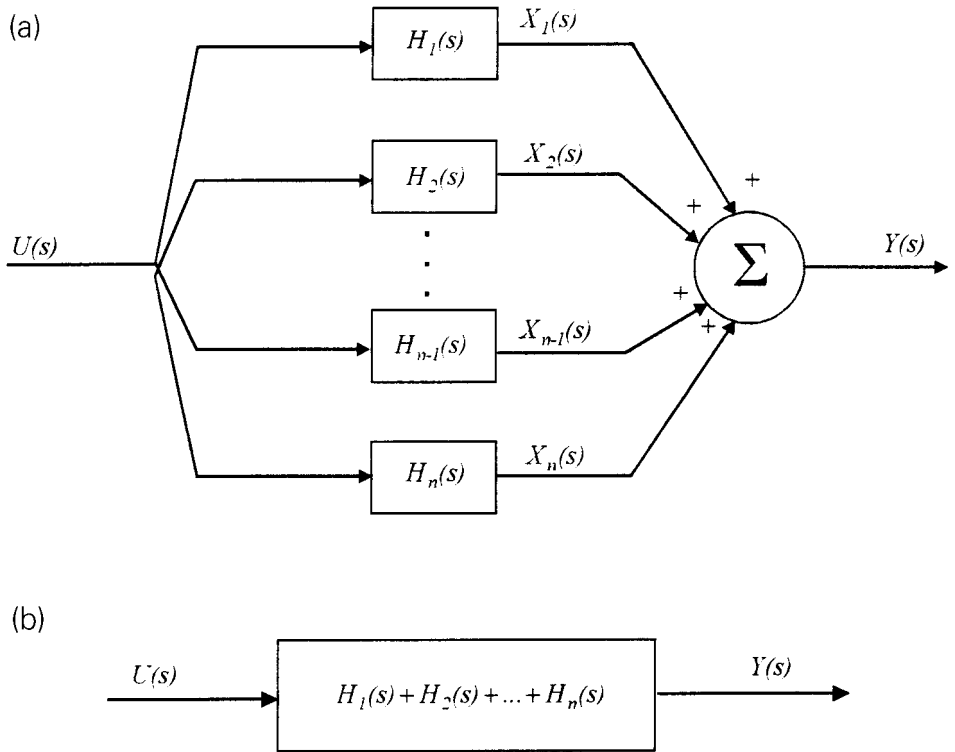 (a)
H₁(s)
X₁(s)
+
H₂(s)
X₂(s)
+
U(s)
Σ
Y(s)
+
Hₙ₋₁(s)
Xₙ₋₁(s)
+
Hₙ(s)
Xₙ(s)
(b)
U(s)
H₁(s) + H₂(s) + ... + Hₙ(s)
Y(s)